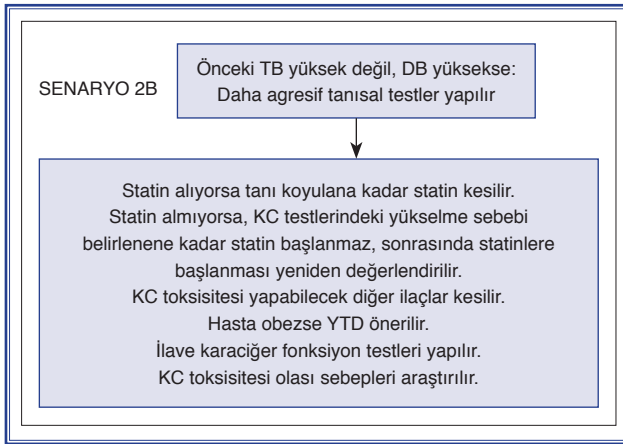 SENARYO 2B
Önceki TB yüksek değil, DB yüksekse:
Daha agresif tanısal testler yapılır
Statin alıyorsa tanı koyulana kadar statin kesilir.
Statin almıyorsa, KC testlerindeki yükselme sebebi
belirlenene kadar statin başlanmaz, sonrasında statinlere
başlanması yeniden değerlendirilir.
KC toksisitesi yapabilecek diğer ilaçlar kesilir.
Hasta obezse YTD önerilir.
İlave karaciğer fonksiyon testleri yapılır.
KC toksisitesi olası sebepleri araştırılır.